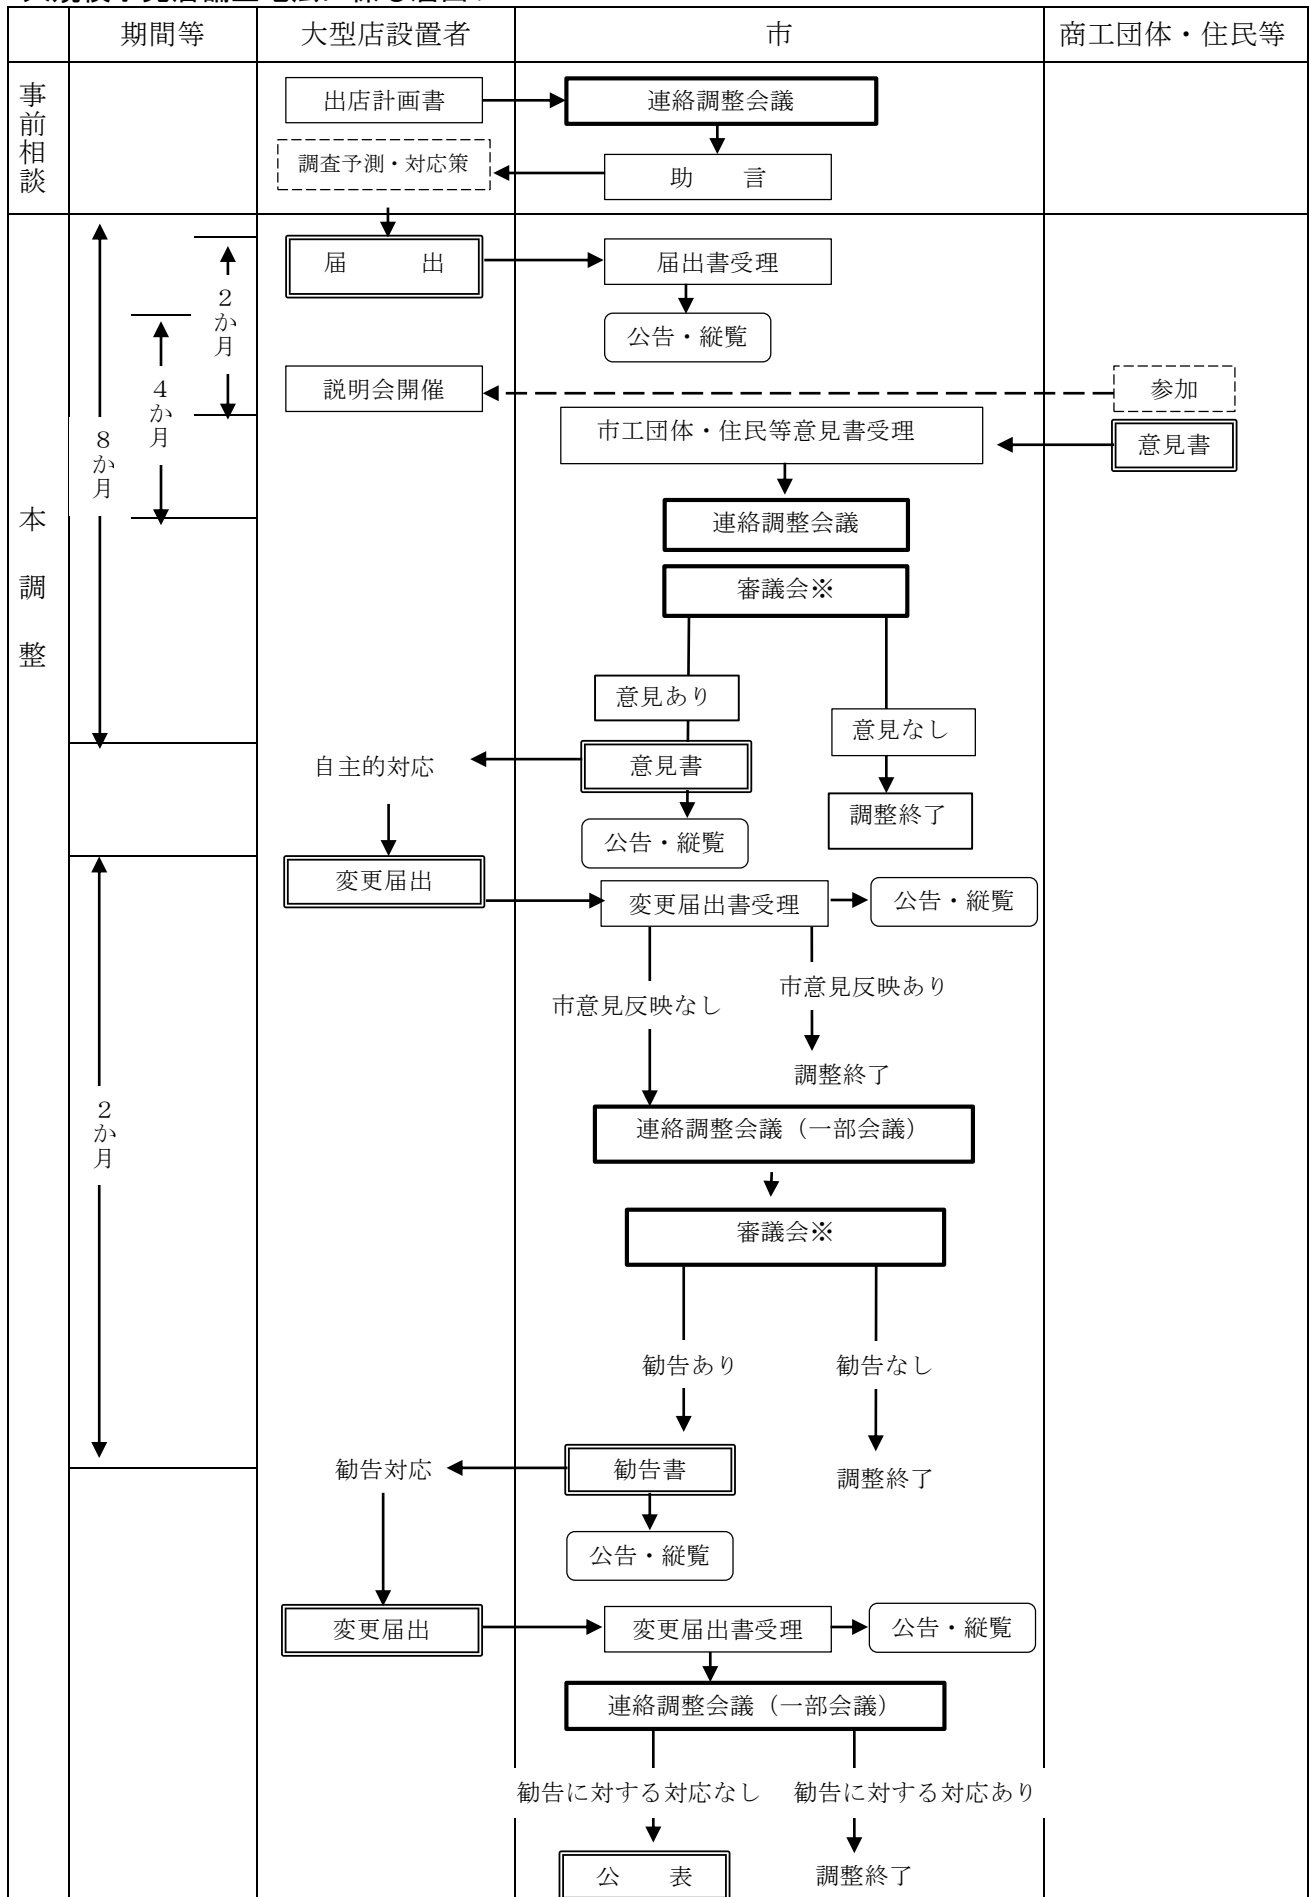 期間等
大型店設置者
市
商工団体・住民等
事前相談
出店計画書
連絡調整会議
調査予測・対応策
助　　言
本調整
8か月
4か月
2か月
届　　　出
届出書受理
公告・縦覧
説明会開催
参加
市工団体・住民等意見書受理
意見書
連絡調整会議
審議会※
意見あり
意見なし
自主的対応
意見書
調整終了
公告・縦覧
変更届出
変更届出書受理
公告・縦覧
市意見反映なし
市意見反映あり
調整終了
2か月
連絡調整会議（一部会議）
審議会※
勧告あり
勧告なし
勧告対応
勧告書
調整終了
公告・縦覧
変更届出
変更届出書受理
公告・縦覧
連絡調整会議（一部会議）
勧告に対する対応なし
勧告に対する対応あり
公　　表
調整終了